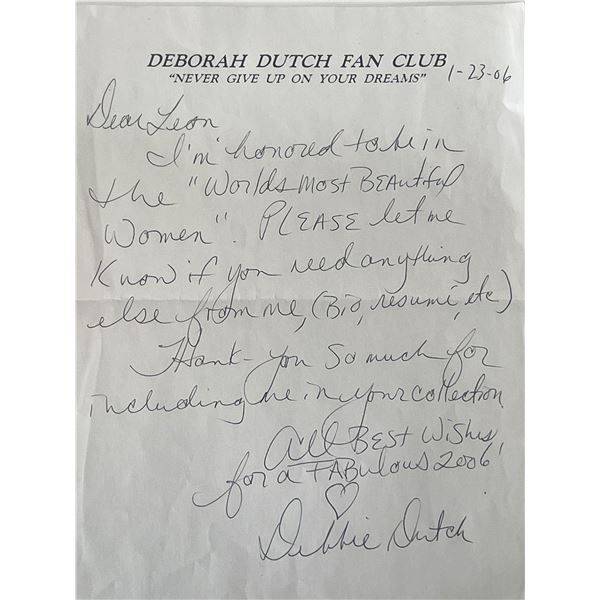 DEBORAH DUTCH FAN CLUB
"NEVER GIVE UP ON YOUR DREAMS"
1-23-06
Dear Leon
I'm honored to be in
the "Worlds Most Beautiful
Women". PLEASE let me
Know if you need anything
else from me, (Bio, resumé, etc)
Thank-you so much for
including me in your collection
All BEST Wishes
for a FABulous 2006
♡
Debbie Dutch